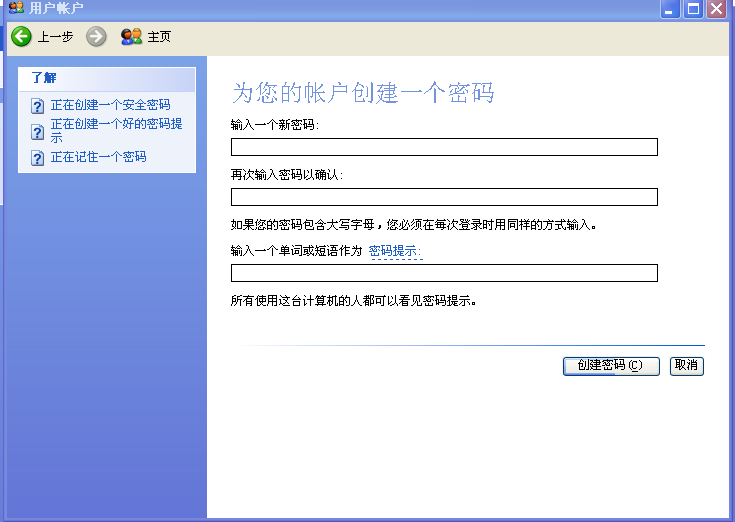 用户帐户
上一步
主页
了解
正在创建一个安全密码
正在创建一个好的密码提
示
正在记住一个密码
为您的帐户创建一个密码
输入一个新密码:
再次输入密码以确认:
如果您的密码包含大写字母，您必须在每次登录时用同样的方式输入。
输入一个单词或短语作为 密码提示:
所有使用这台计算机的人都可以看见密码提示。
创建密码(C) 取消